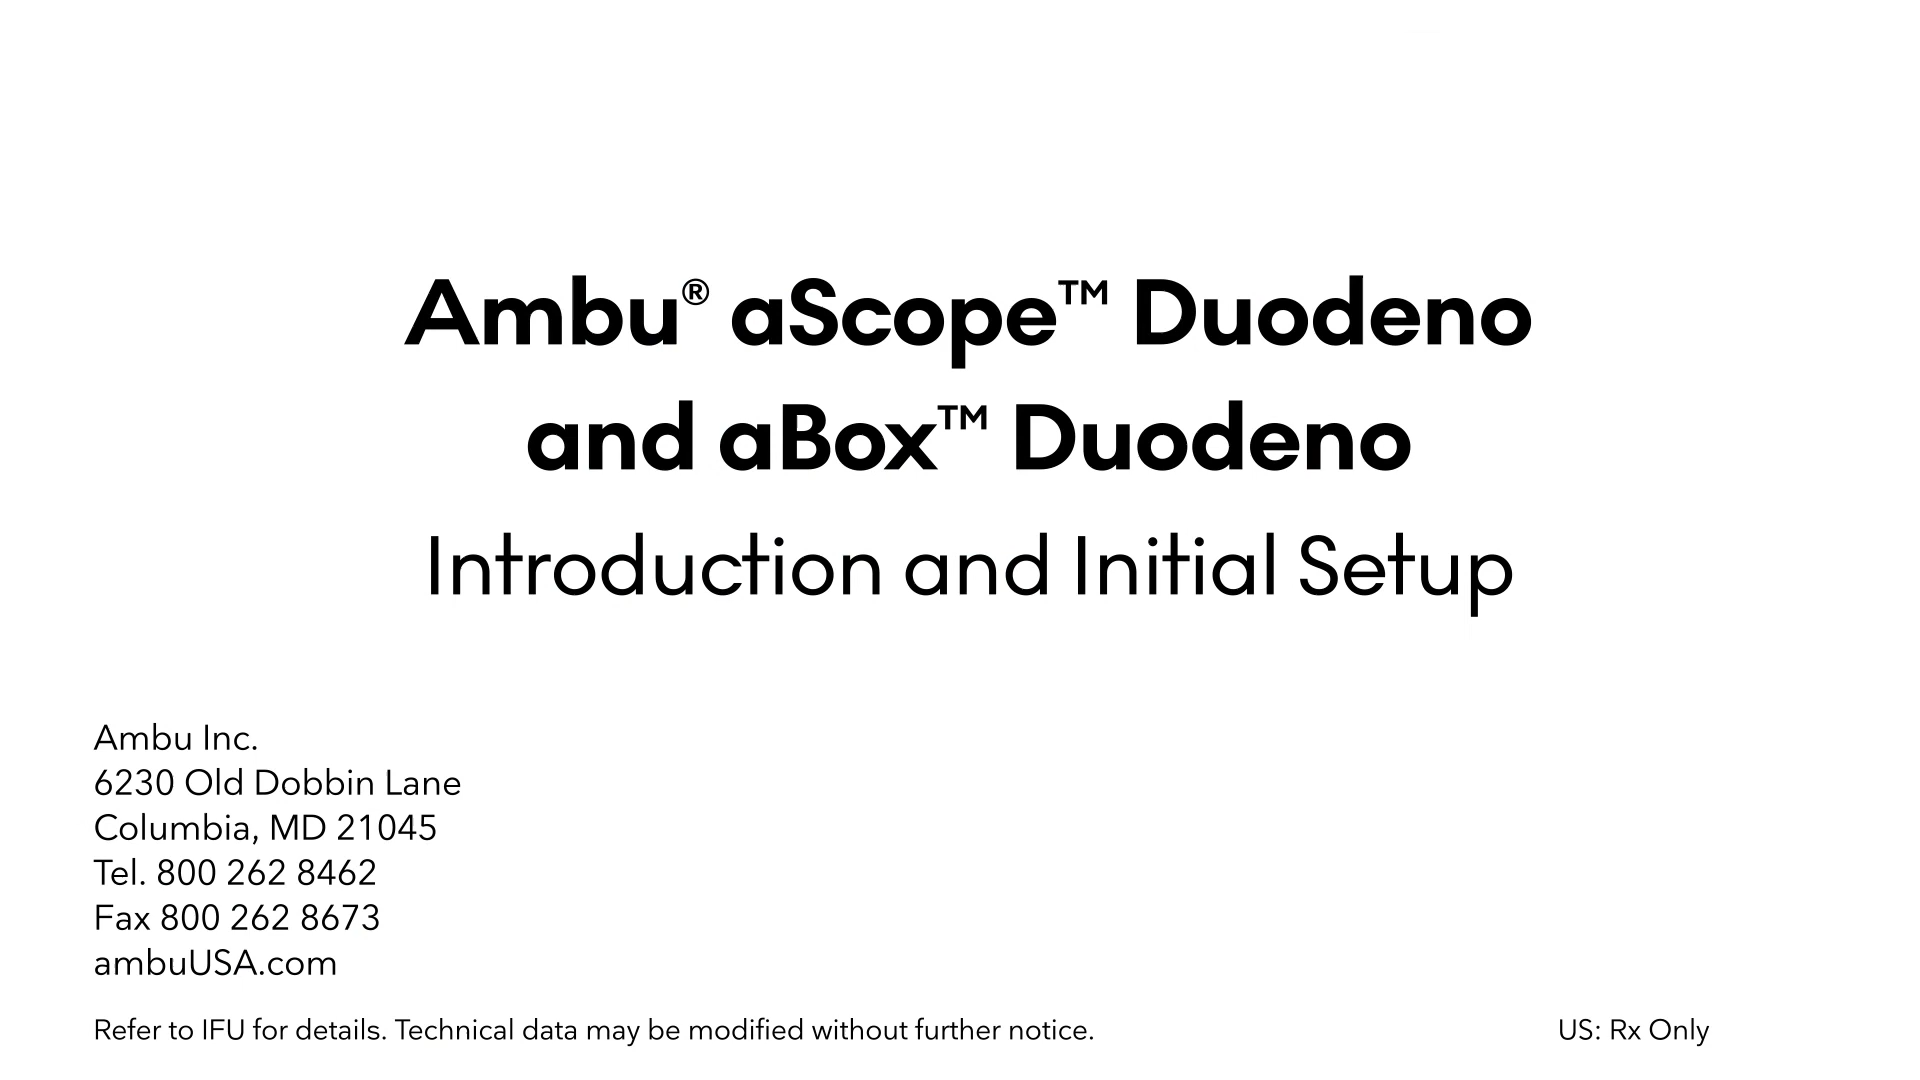 Ambu® aScope™ Duodeno
and aBox™ Duodeno
Introduction and Initial Setup
Ambu Inc.
6230 Old Dobbin Lane
Columbia, MD 21045
Tel. 800 262 8462
Fax 800 262 8673
ambuUSA.com
Refer to IFU for details. Technical data may be modified without further notice.
US: Rx Only